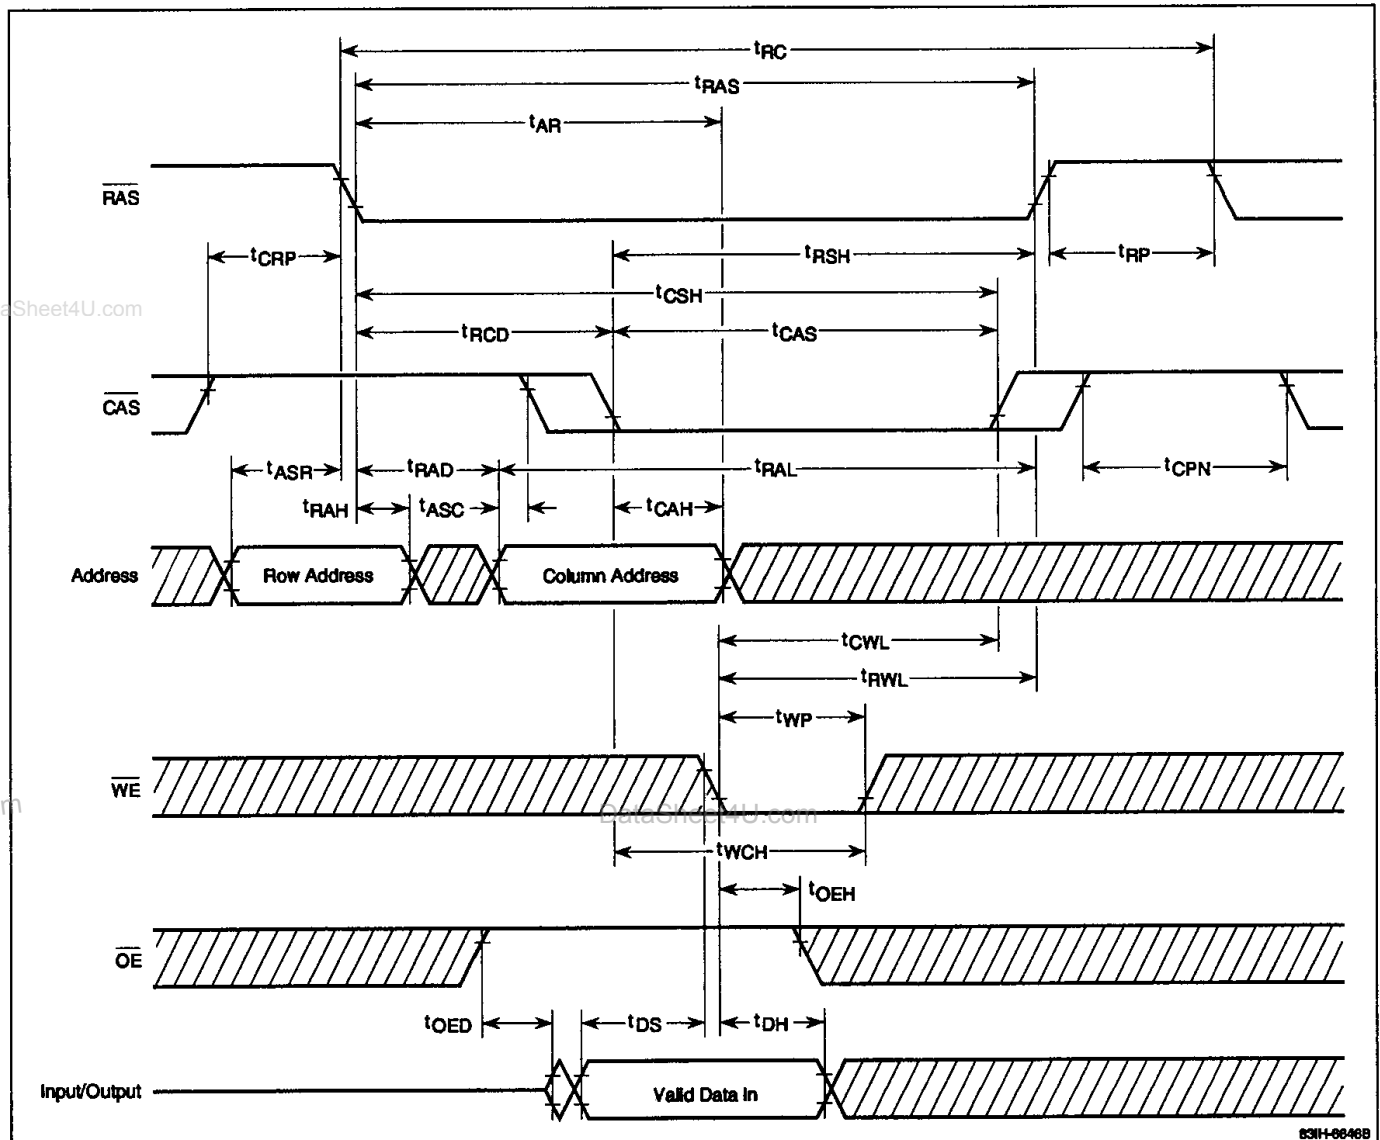 tRC
tRAS
tAR
RAS
tCRP
tRSH
tRP
aSheet4U.com
tCSH
tRCD
tCAS
CAS
tASR
tRAD
tRAL
tCPN
tRAH
tASC
tCAH
Address
Row Address
Column Address
tCWL
tRWL
tWP
WE
m
DataSheet4U.com
tWCH
tOEH
OE
tOED
tDS
tDH
Input/Output
Valid Data In
83IH-6646B